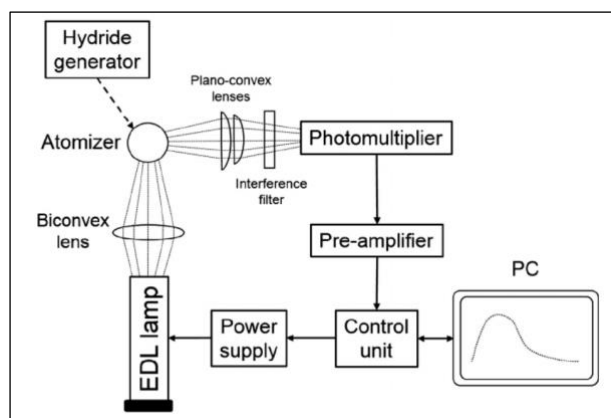 Hydride
generator
Plano-convex
lenses
Atomizer
Photomultiplier
Interference
filter
Biconvex
lens
Pre-amplifier
PC
EDL lamp
Power
supply
Control
unit